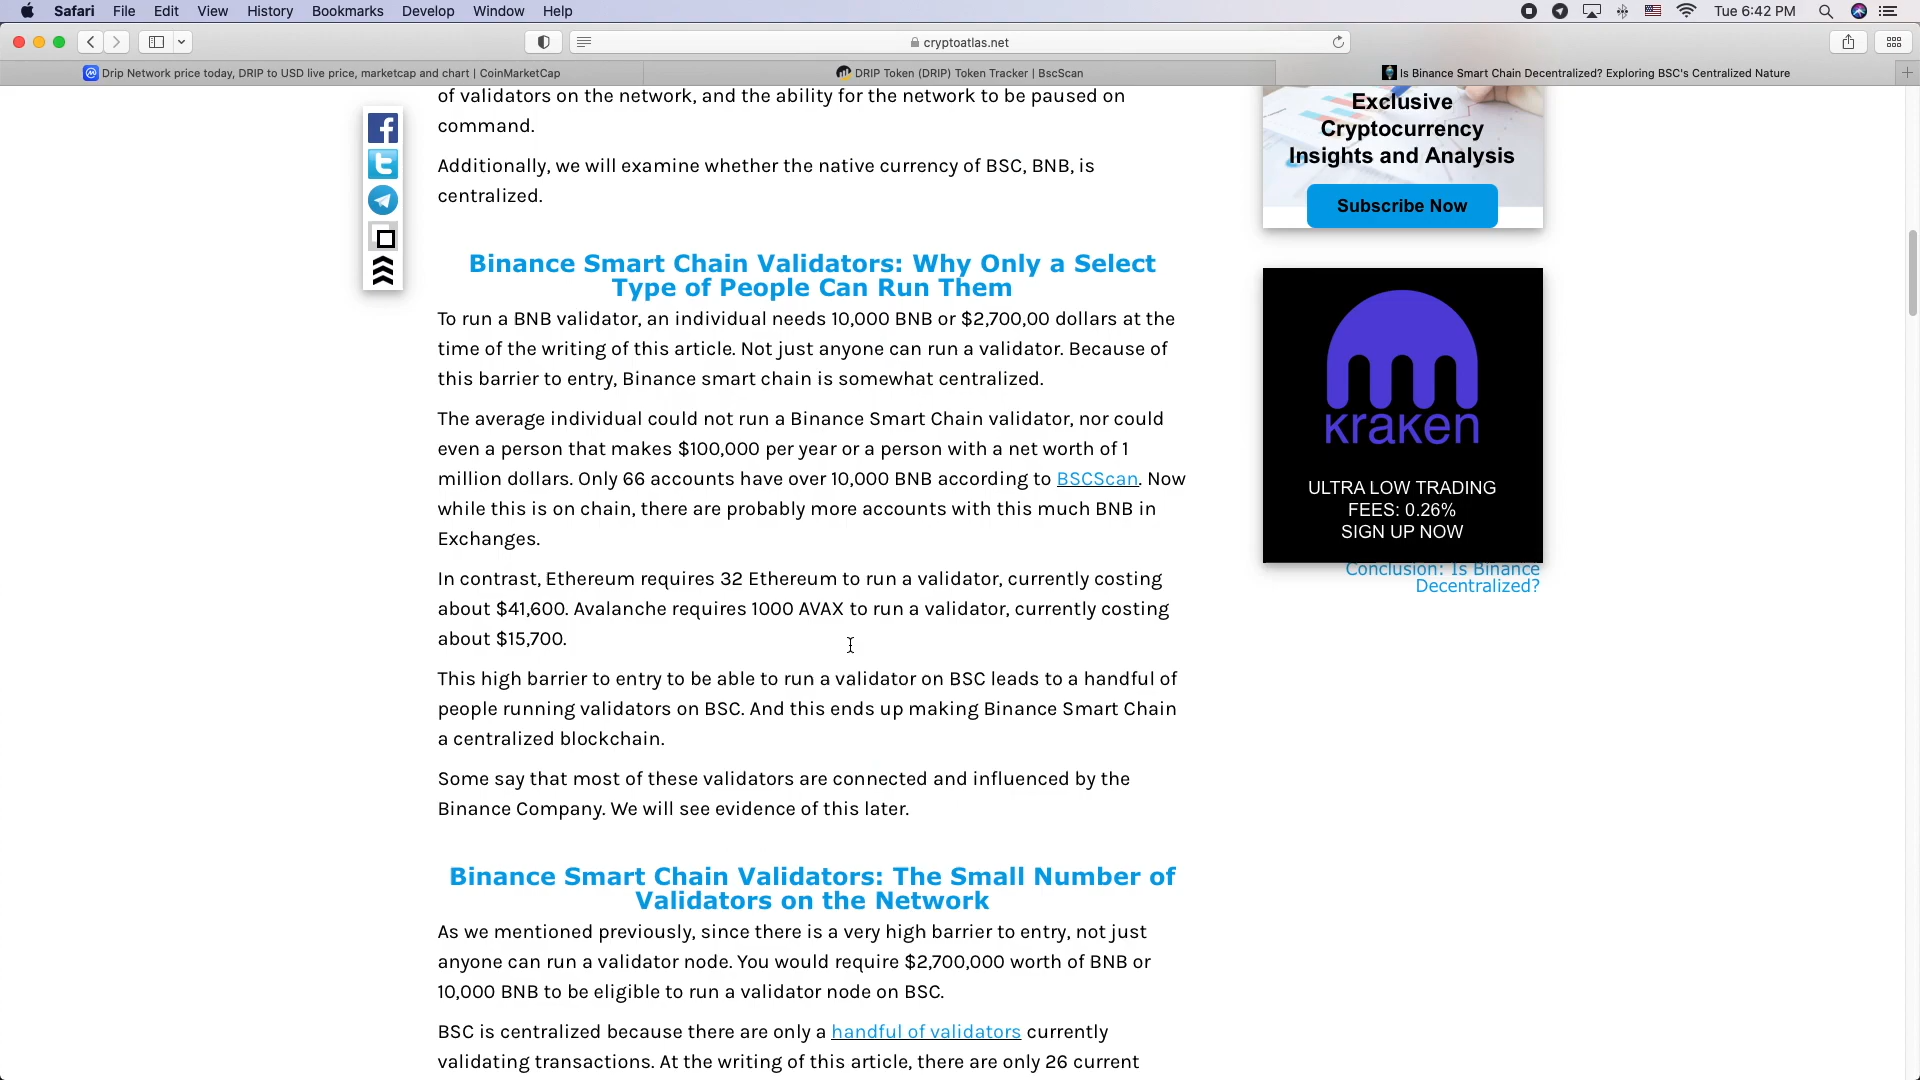 Safari File Edit View History Bookmarks Develop Window Help
Tue 6:42 PM
cryptoatlas.net
Drip Network price today, DRIP to USD live price, marketcap and chart | CoinMarketCap
DRIP Token (DRIP) Token Tracker | BscScan
Is Binance Smart Chain Decentralized? Exploring BSC's Centralized Nature
of validators on the network, and the ability for the network to be paused on
command.
Additionally, we will examine whether the native currency of BSC, BNB, is
centralized.
Binance Smart Chain Validators: Why Only a Select
Type of People Can Run Them
To run a BNB validator, an individual needs 10,000 BNB or $2,700,00 dollars at the
time of the writing of this article. Not just anyone can run a validator. Because of
this barrier to entry, Binance smart chain is somewhat centralized.
The average individual could not run a Binance Smart Chain validator, nor could
even a person that makes $100,000 per year or a person with a net worth of 1
million dollars. Only 66 accounts have over 10,000 BNB according to BSCScan. Now
while this is on chain, there are probably more accounts with this much BNB in
Exchanges.
In contrast, Ethereum requires 32 Ethereum to run a validator, currently costing
about $41,600. Avalanche requires 1000 AVAX to run a validator, currently costing
about $15,700.
This high barrier to entry to be able to run a validator on BSC leads to a handful of
people running validators on BSC. And this ends up making Binance Smart Chain
a centralized blockchain.
Some say that most of these validators are connected and influenced by the
Binance Company. We will see evidence of this later.
Binance Smart Chain Validators: The Small Number of
Validators on the Network
As we mentioned previously, since there is a very high barrier to entry, not just
anyone can run a validator node. You would require $2,700,000 worth of BNB or
10,000 BNB to be eligible to run a validator node on BSC.
BSC is centralized because there are only a handful of validators currently
validating transactions. At the writing of this article, there are only 26 current
Exclusive
Cryptocurrency
Insights and Analysis
Subscribe Now
kraken
ULTRA LOW TRADING
FEES: 0.26%
SIGN UP NOW
Conclusion: Is Binance
Decentralized?